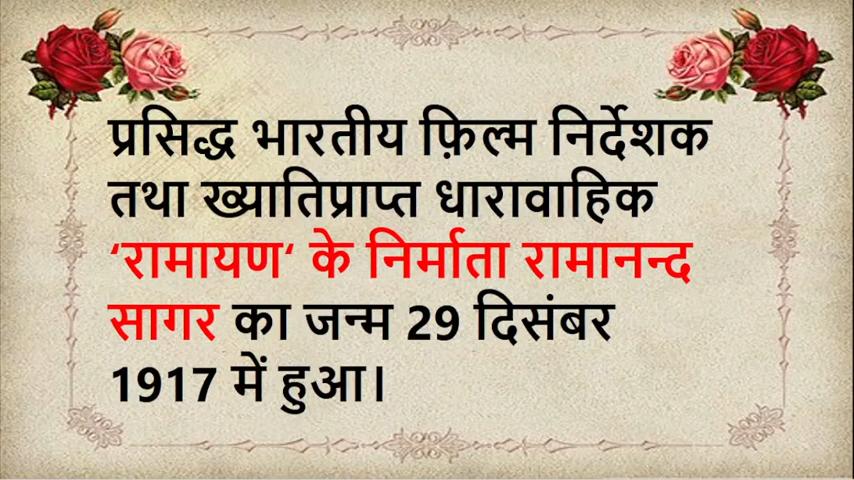 प्रसिद्ध भारतीय फ़िल्म निर्देशक
तथा ख्यातिप्राप्त धारावाहिक
‘रामायण‘ के निर्माता रामानन्द
सागर का जन्म 29 दिसंबर
1917 में हुआ।